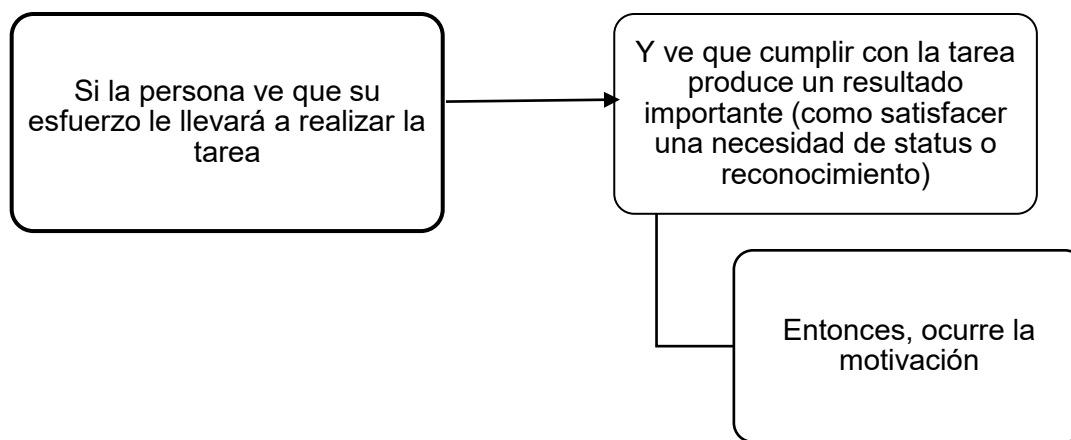 Si la persona ve que su
esfuerzo le llevará a realizar la
tarea
Y ve que cumplir con la tarea
produce un resultado
importante (como satisfacer
una necesidad de status o
reconocimiento)
Entonces, ocurre la
motivación